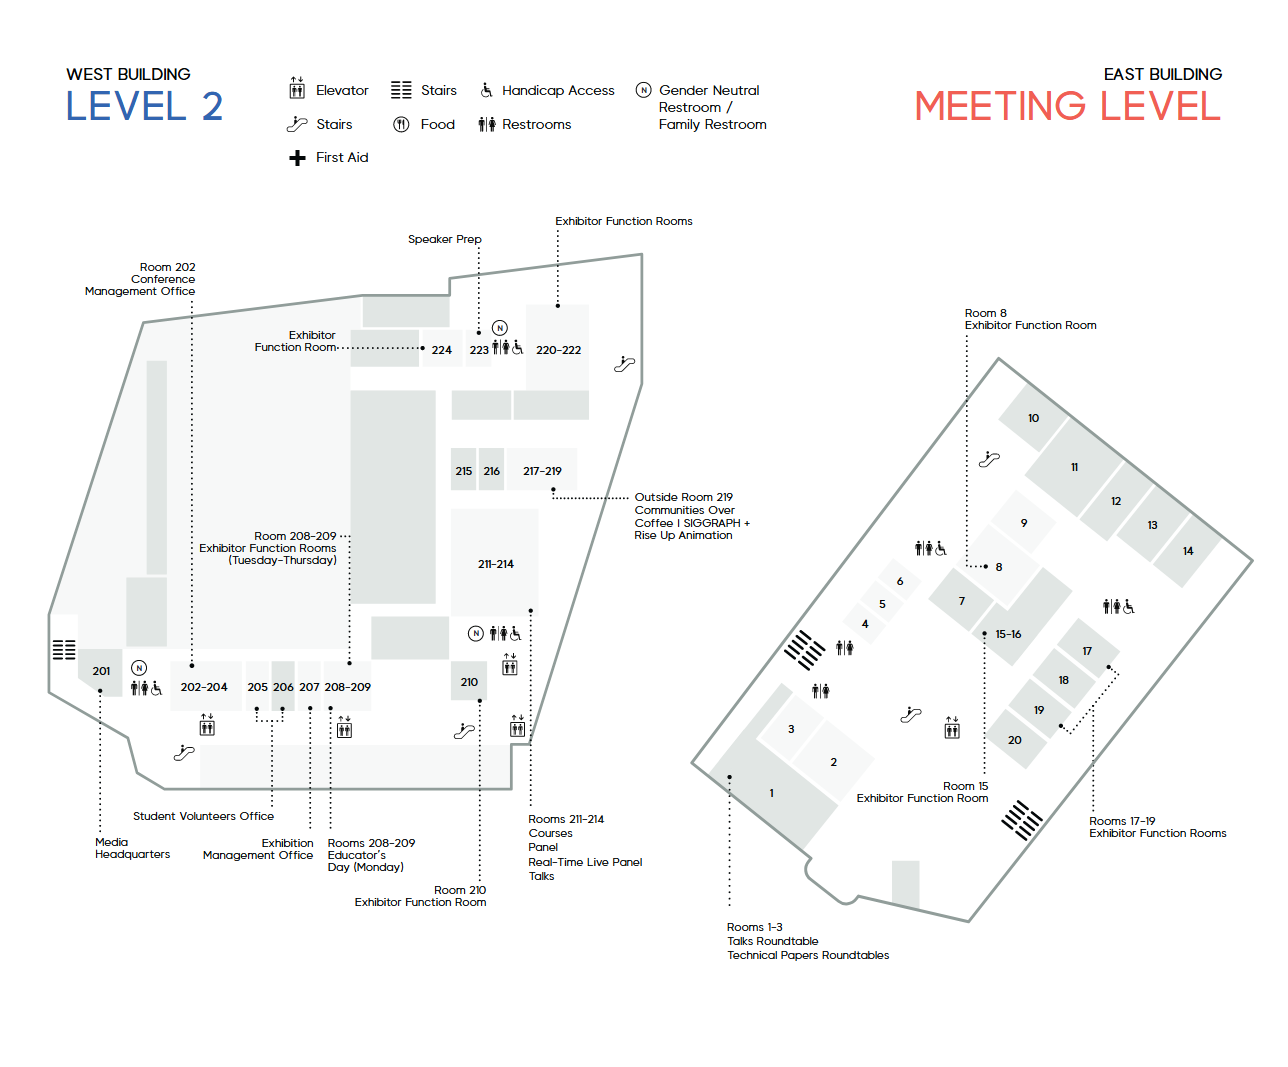 WEST BUILDING
LEVEL 2
Elevator
Stairs
Handicap Access
N
Gender Neutral
Restroom /
Family Restroom
Stairs
Food
Restrooms
First Aid
EAST BUILDING
MEETING LEVEL
Exhibitor Function Rooms
Speaker Prep
Room 202
Conference
Management Office
Exhibitor
Function Room
N
224
223
220-222
215
216
217-219
Outside Room 219
Communities Over
Coffee | SIGGRAPH +
Rise Up Animation
Room 208-209
Exhibitor Function Rooms
(Tuesday-Thursday)
211-214
N
N
201
202-204
205
206
207
208-209
210
Student Volunteers Office
Media
Headquarters
Exhibition
Management Office
Rooms 208-209
Educator's
Day (Monday)
Room 210
Exhibitor Function Room
Rooms 211-214
Courses
Panel
Real-Time Live Panel
Talks
Room 8
Exhibitor Function Room
10
11
12
13
14
9
8
7
6
5
4
15-16
17
18
19
20
3
2
1
Room 15
Exhibitor Function Room
Rooms 17-19
Exhibitor Function Rooms
Rooms 1-3
Talks Roundtable
Technical Papers Roundtables